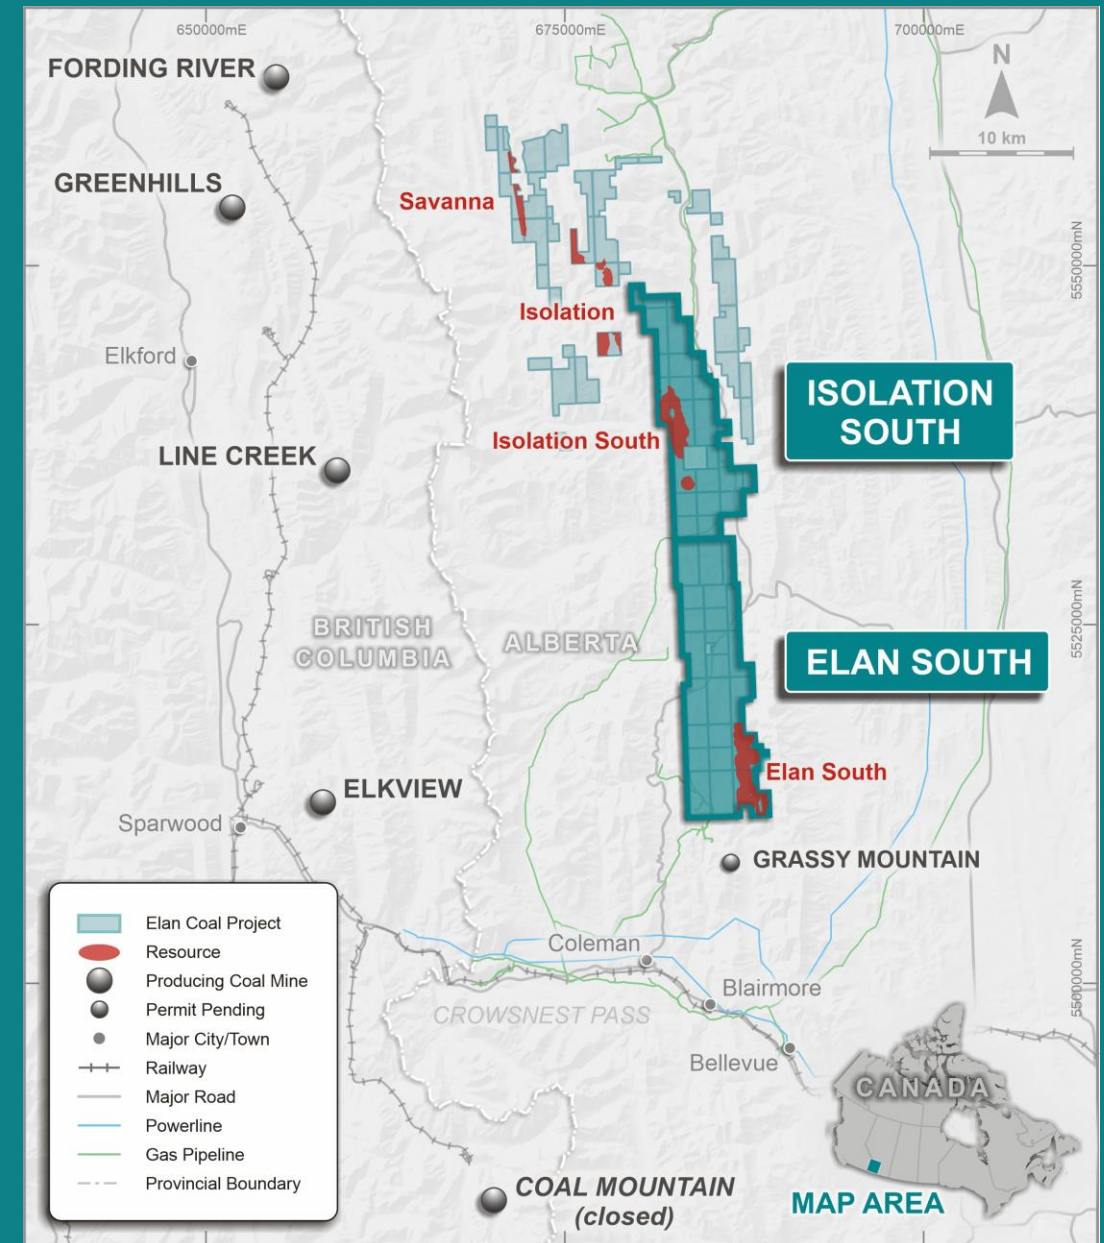 650000mE
675000mE
700000mE
FORDING RIVER
N
10 km
GREENHILLS
Savanna
5550000mN
Isolation
Elkford
ISOLATION
SOUTH
Isolation South
LINE CREEK
BRITISH
COLUMBIA
ALBERTA
5525000mN
ELAN SOUTH
Elan South
ELKVIEW
Sparwood
GRASSY MOUNTAIN
Elan Coal Project
Resource
Producing Coal Mine
Permit Pending
Major City/Town
Railway
Major Road
Powerline
Gas Pipeline
Provincial Boundary
Coleman
Blairmore
5500000mN
CROWSNEST PASS
Bellevue
CANADA
COAL MOUNTAIN
(closed)
MAP AREA